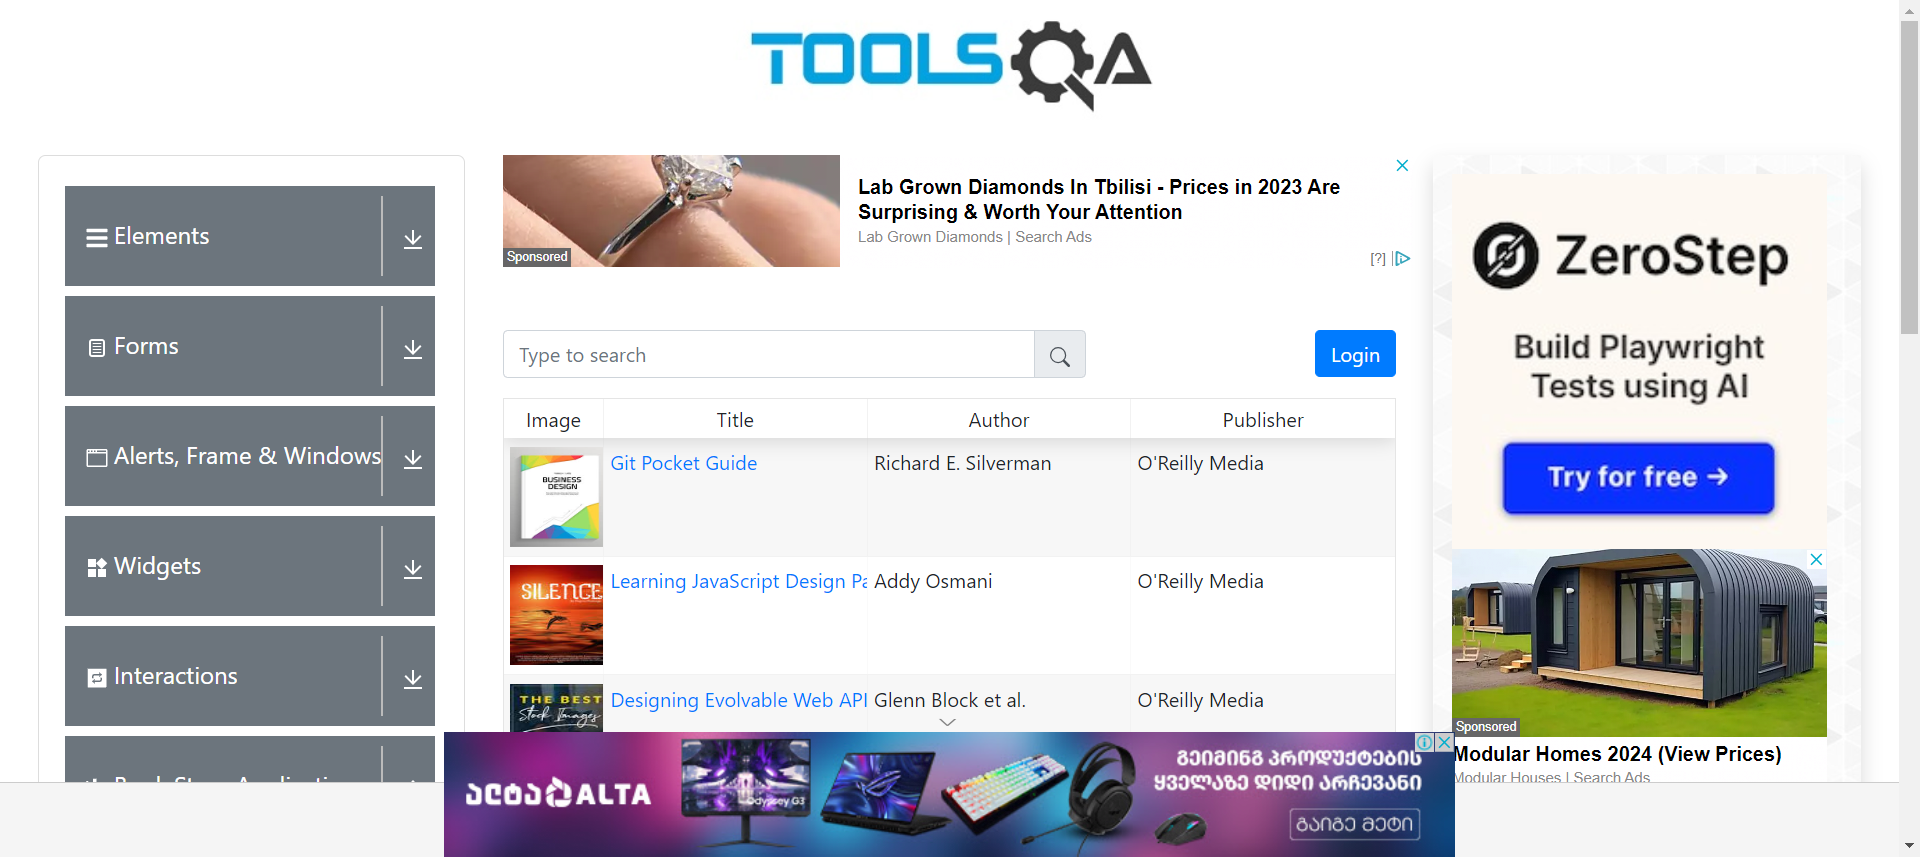 TOOLSQA
Elements
Forms
Alerts, Frame & Windows
Widgets
Interactions
Sponsored
Lab Grown Diamonds In Tbilisi - Prices in 2023 Are
Surprising & Worth Your Attention
Lab Grown Diamonds | Search Ads
[?]
Type to search
Login
Image Title Author Publisher
BUSINESS
DESIGN
Git Pocket Guide Richard E. Silverman O'Reilly Media
SILENCE
Learning JavaScript Design Pa Addy Osmani O'Reilly Media
THE BEST
Stock Images
Designing Evolvable Web API Glenn Block et al. O'Reilly Media
ZeroStep
Build Playwright
Tests using AI
Try for free →
Sponsored
Modular Homes 2024 (View Prices)
Modular Houses | Search Ads
ალტა ALTA
Odyssey G3
გეიმინგ პროდუქტების
ყველაზე დიდი არჩევანი
გაიგე მეტი